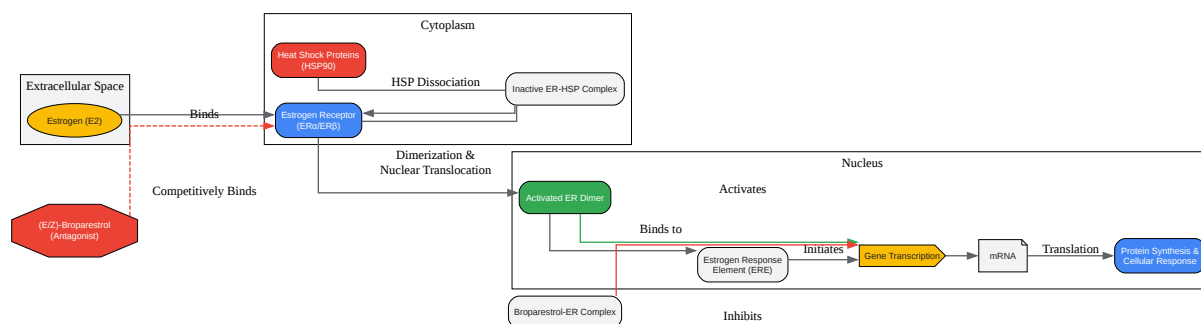 Cytoplasm
Heat Shock Proteins
(HSP90)
HSP Dissociation
Inactive ER-HSP Complex
Extracellular Space
Estrogen (E2)
Binds
Estrogen Receptor
(ERα/ERβ)
Dimerization &
Nuclear Translocation
Competitively Binds
(E/Z)-Broparestrol
(Antagonist)
Nucleus
Activated ER Dimer
Activates
Binds to
Estrogen Response
Element (ERE)
Initiates
Gene Transcription
mRNA
Translation
Protein Synthesis &
Cellular Response
Broparestrol-ER Complex
Inhibits